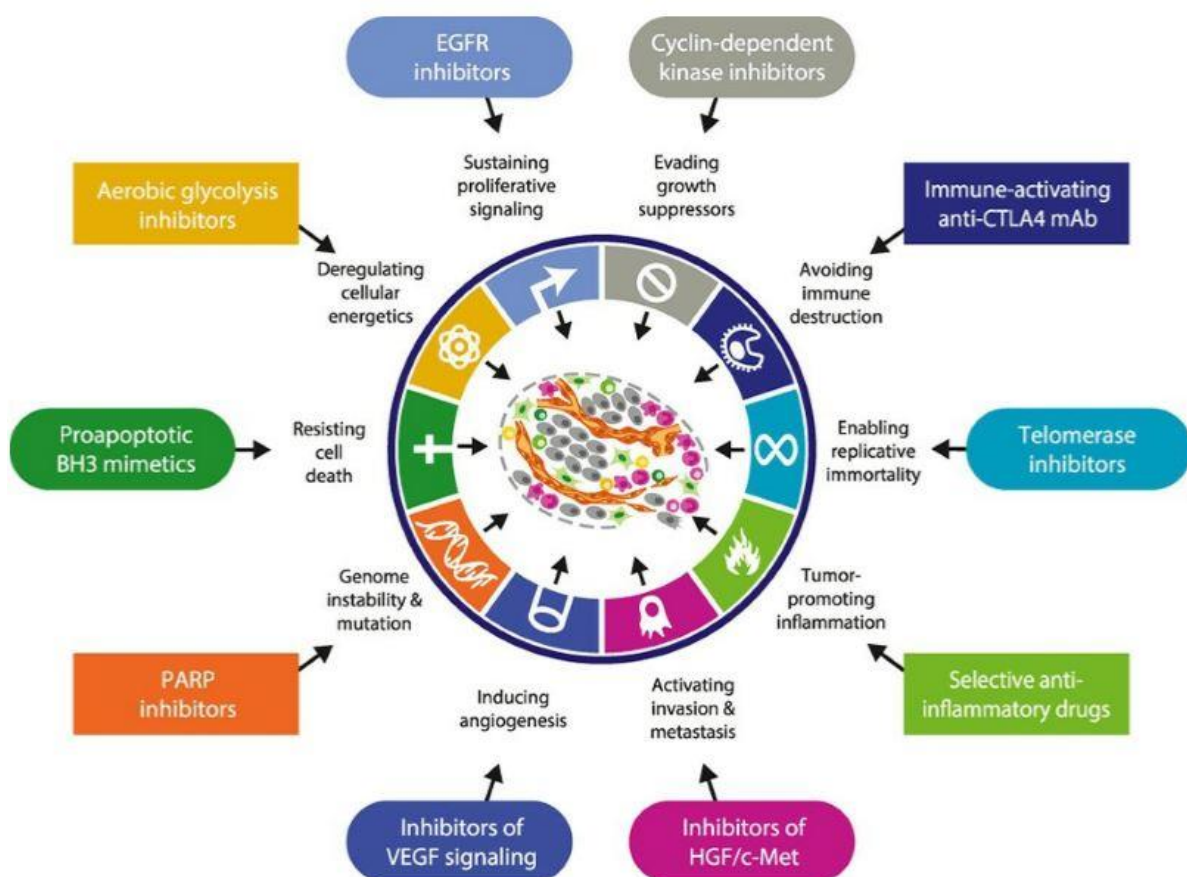 EGFR
inhibitors
Cyclin-dependent
kinase inhibitors
Sustaining
proliferative
signaling
Evading
growth
suppressors
Aerobic glycolysis
inhibitors
Immune-activating
anti-CTLA4 mAb
Deregulating
cellular
energetics
Avoiding
immune
destruction
Proapoptotic
BH3 mimetics
Resisting
cell
death
Enabling
replicative
immortality
Telomerase
inhibitors
Genome
instability &
mutation
Tumor-
promoting
inflammation
PARP
inhibitors
Inducing
angiogenesis
Activating
invasion &
metastasis
Selective anti-
inflammatory drugs
Inhibitors of
VEGF signaling
Inhibitors of
HGF/c-Met